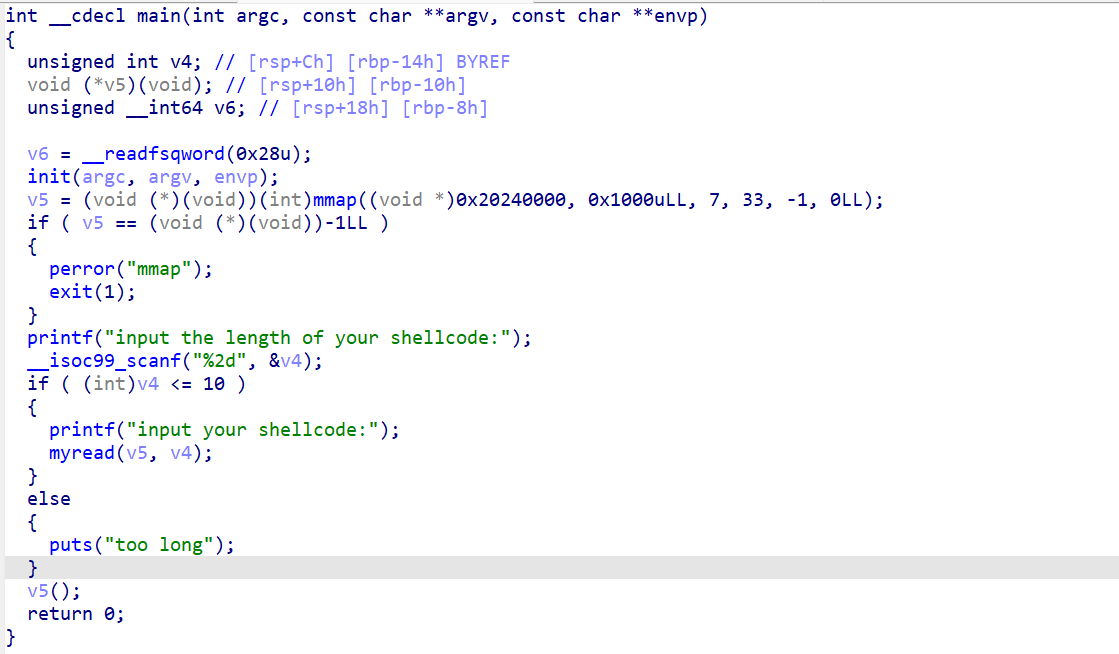 int __cdecl main(int argc, const char **argv, const char **envp)
{
  unsigned int v4; // [rsp+Ch] [rbp-14h] BYREF
  void (*v5)(void); // [rsp+10h] [rbp-10h]
  unsigned __int64 v6; // [rsp+18h] [rbp-8h]

  v6 = __readfsqword(0x28u);
  init(argc, argv, envp);
  v5 = (void (*)(void))(int)mmap((void *)0x20240000, 0x1000uLL, 7, 33, -1, 0LL);
  if ( v5 == (void (*)(void))-1LL )
  {
    perror("mmap");
    exit(1);
  }
  printf("input the length of your shellcode:");
  __isoc99_scanf("%2d", &v4);
  if ( (int)v4 <= 10 )
  {
    printf("input your shellcode:");
    myread(v5, v4);
  }
  else
  {
    puts("too long");
  }
  v5();
  return 0;
}